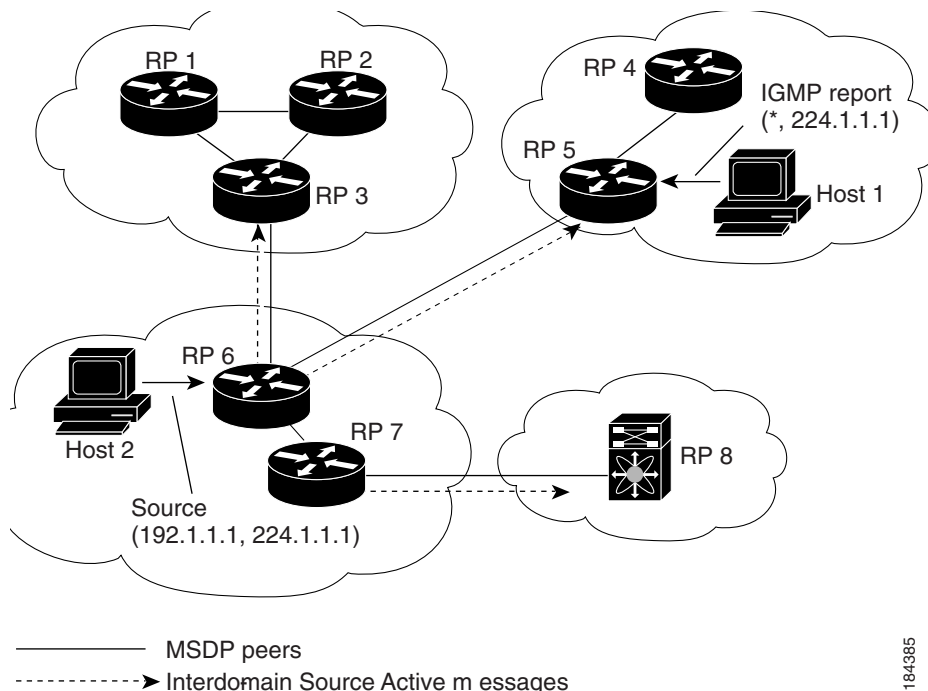 RP 1
RP 2
RP 3
RP 4
IGMP report
(*, 224.1.1.1)
RP 5
Host 1
RP 6
Host 2
RP 7
RP 8
Source
(192.1.1.1, 224.1.1.1)
MSDP peers
Interdomain Source Active m essages
184385